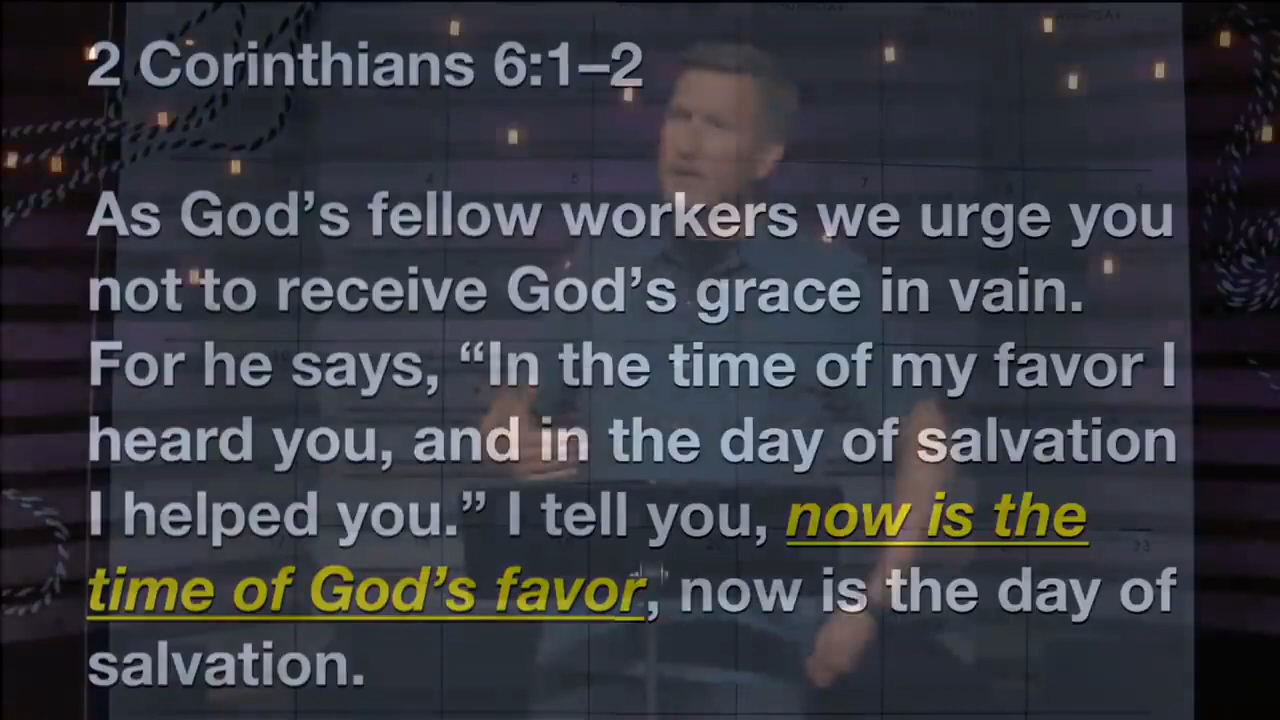 2 Corinthians 6:1–2
As God’s fellow workers we urge you
not to receive God’s grace in vain.
For he says, “In the time of my favor I
heard you, and in the day of salvation
I helped you.” I tell you, now is the
time of God’s favor, now is the day of
salvation.